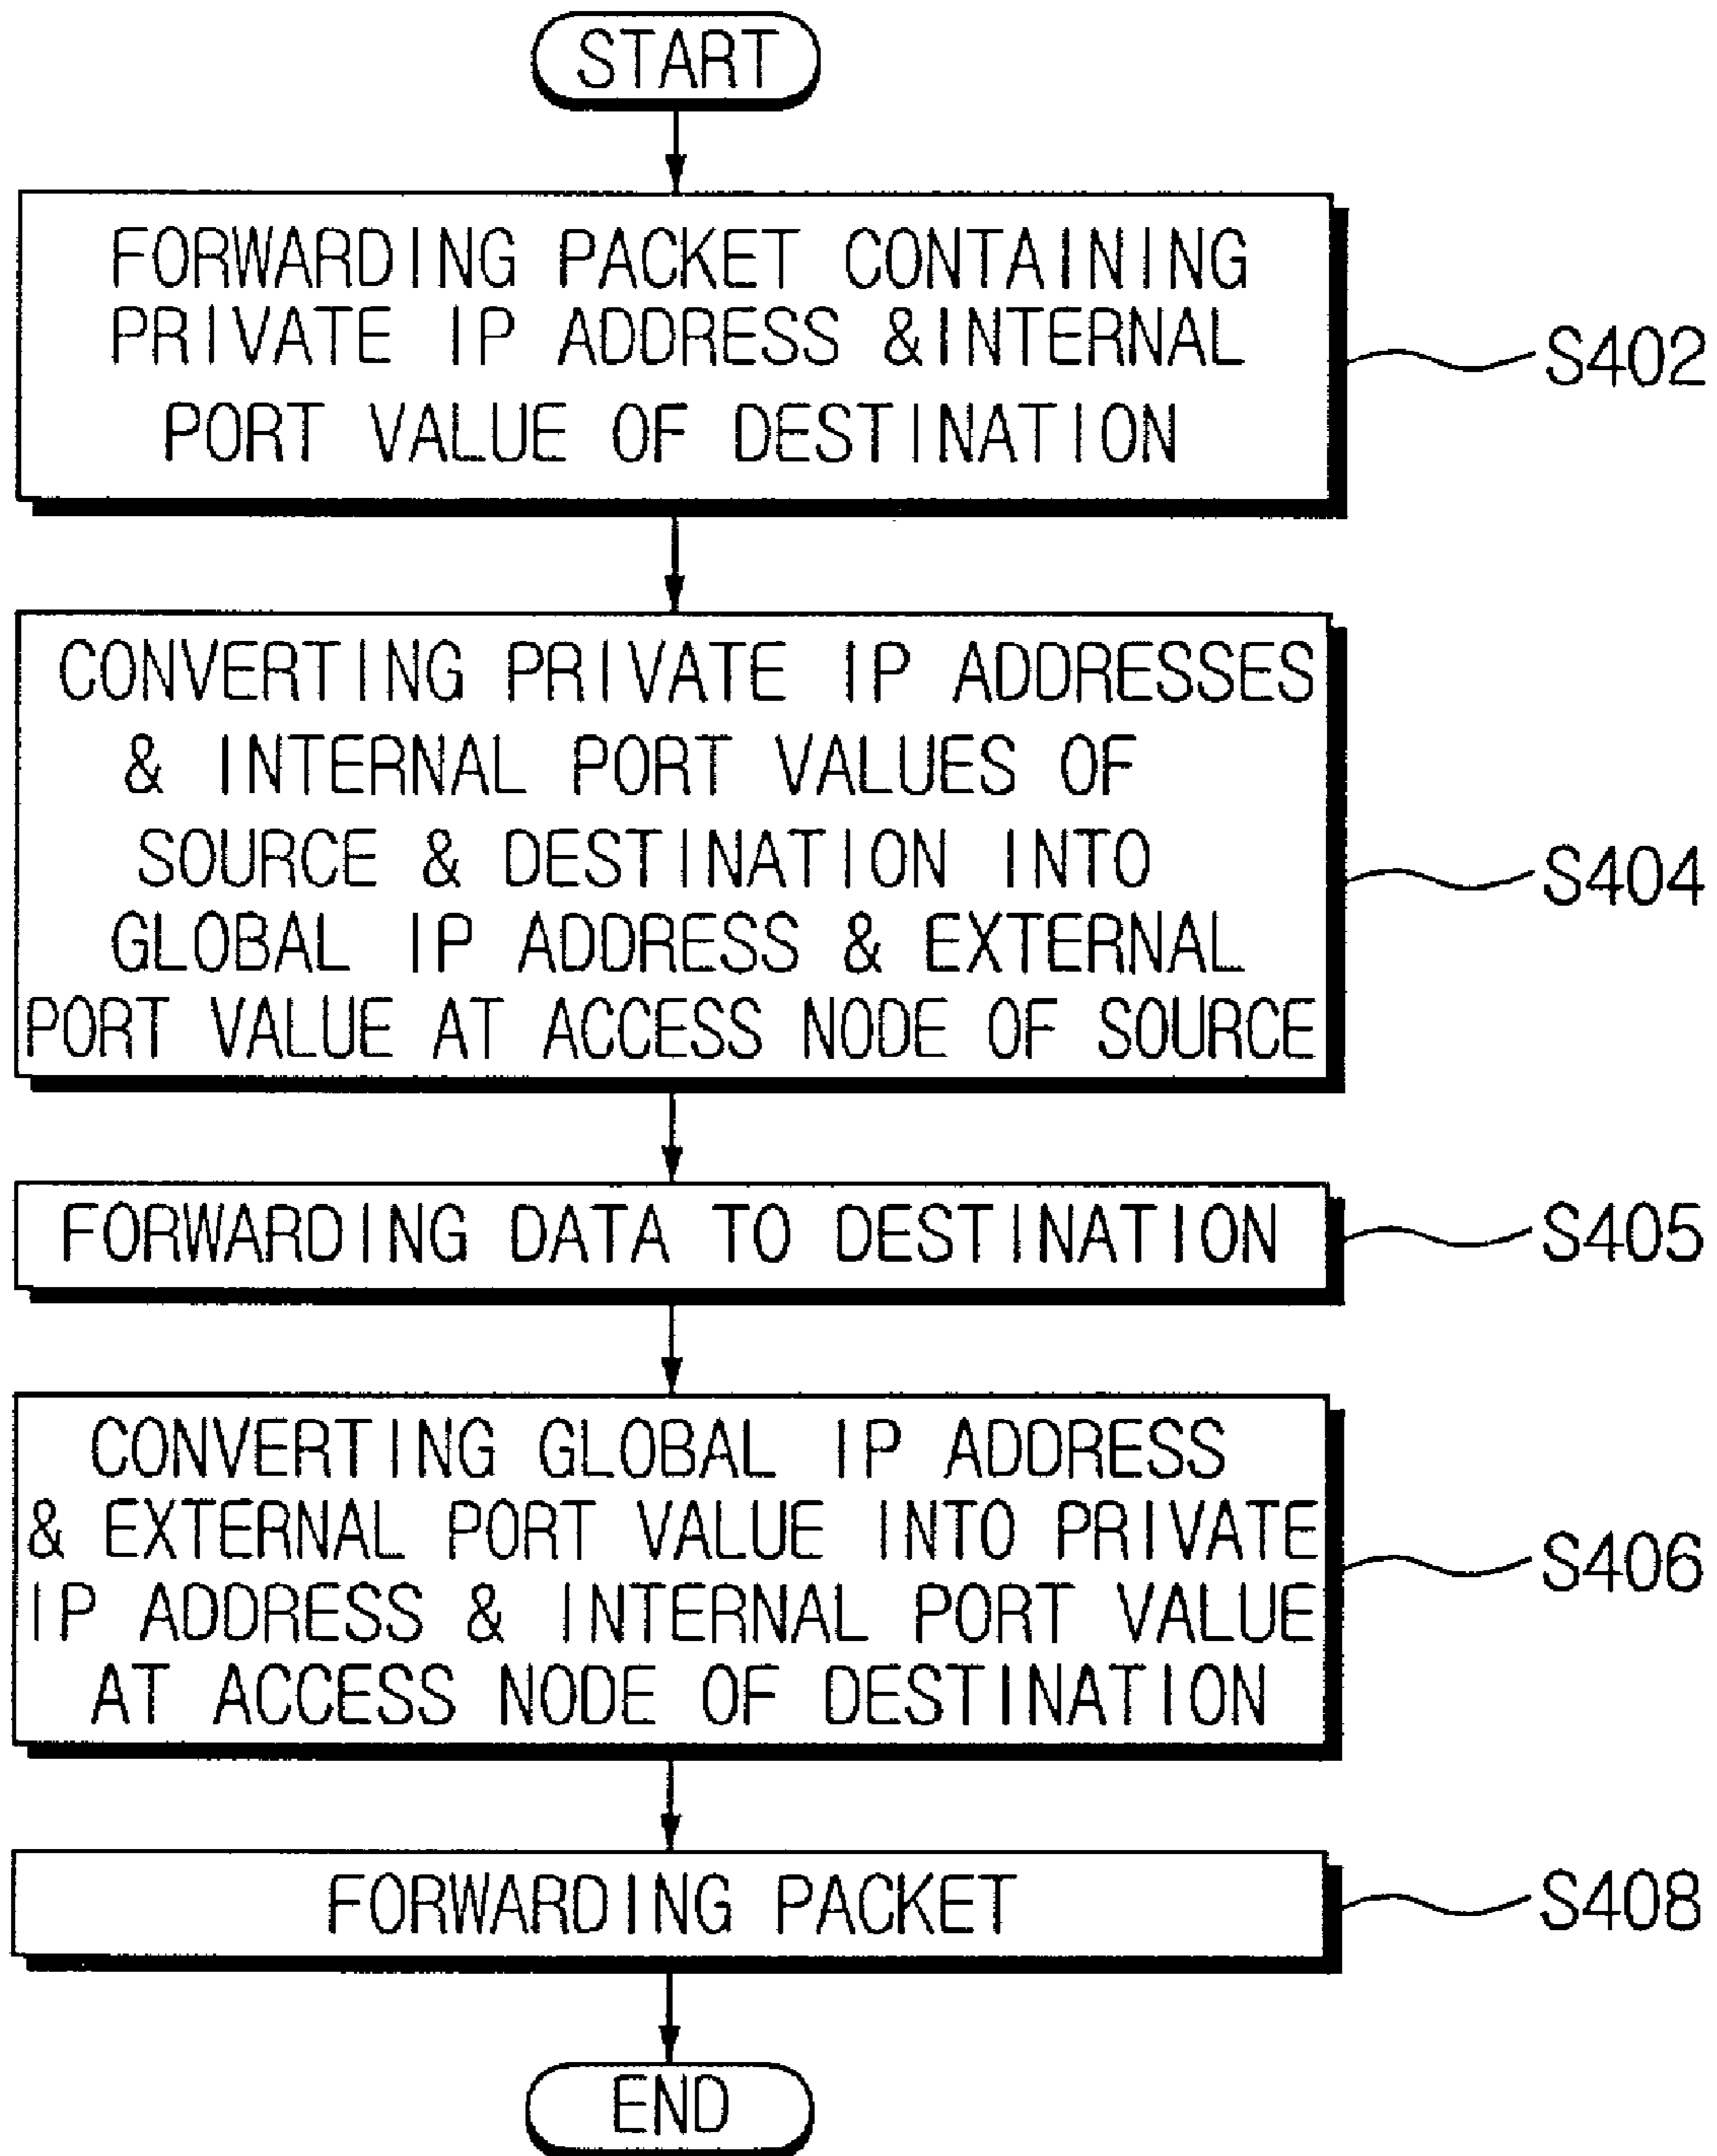 START
FORWARDING PACKET CONTAINING
PRIVATE IP ADDRESS &INTERNAL
PORT VALUE OF DESTINATION
S402
CONVERTING PRIVATE IP ADDRESSES
& INTERNAL PORT VALUES OF
SOURCE & DESTINATION INTO
GLOBAL IP ADDRESS & EXTERNAL
PORT VALUE AT ACCESS NODE OF SOURCE
S404
FORWARDING DATA TO DESTINATION
S405
CONVERTING GLOBAL IP ADDRESS
& EXTERNAL PORT VALUE INTO PRIVATE
IP ADDRESS & INTERNAL PORT VALUE
AT ACCESS NODE OF DESTINATION
S406
FORWARDING PACKET
S408
END